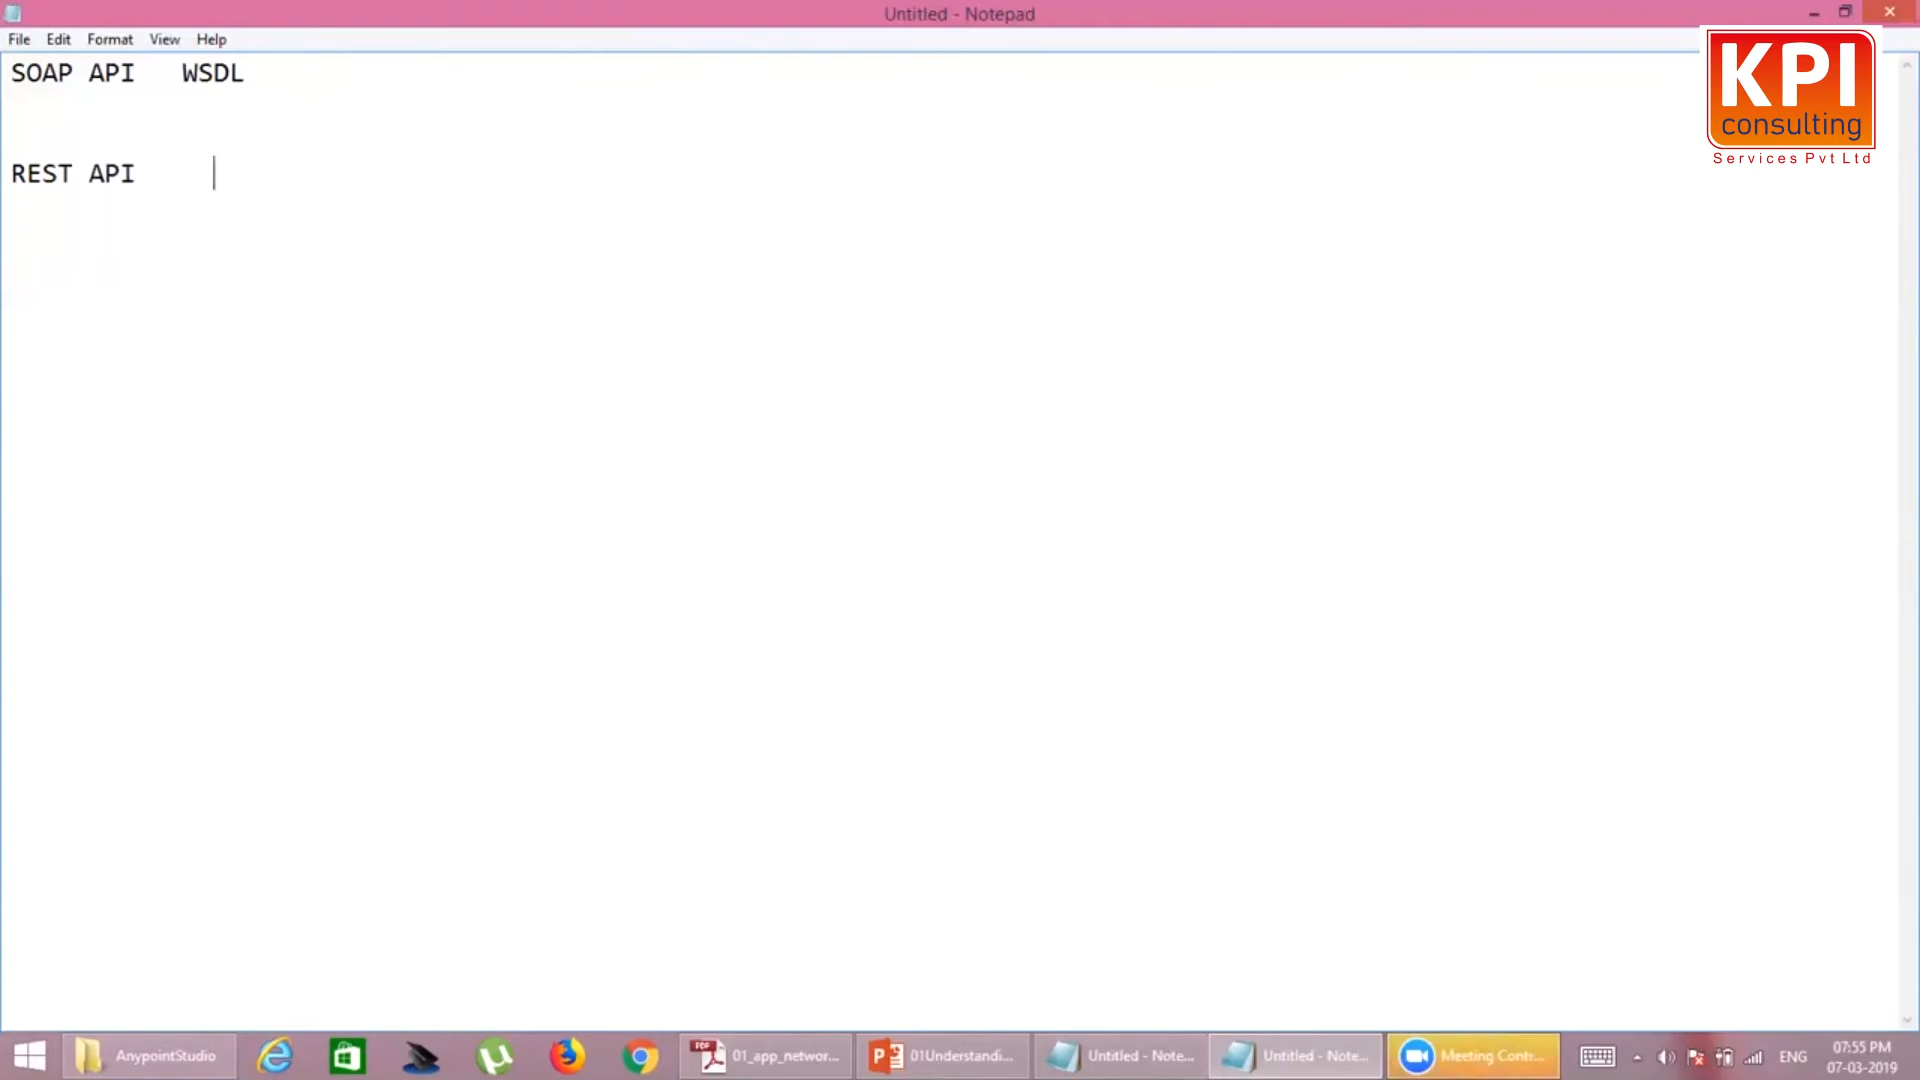 Untitled - Notepad
File Edit Format View Help
SOAP API WSDL
REST API
KPI
consulting
Services Pvt Ltd
AnypointStudio
01_app_networ...
01Understandi...
Untitled - Note...
Untitled - Note...
Meeting Contr...
ENG
07:55 PM
07-03-2019